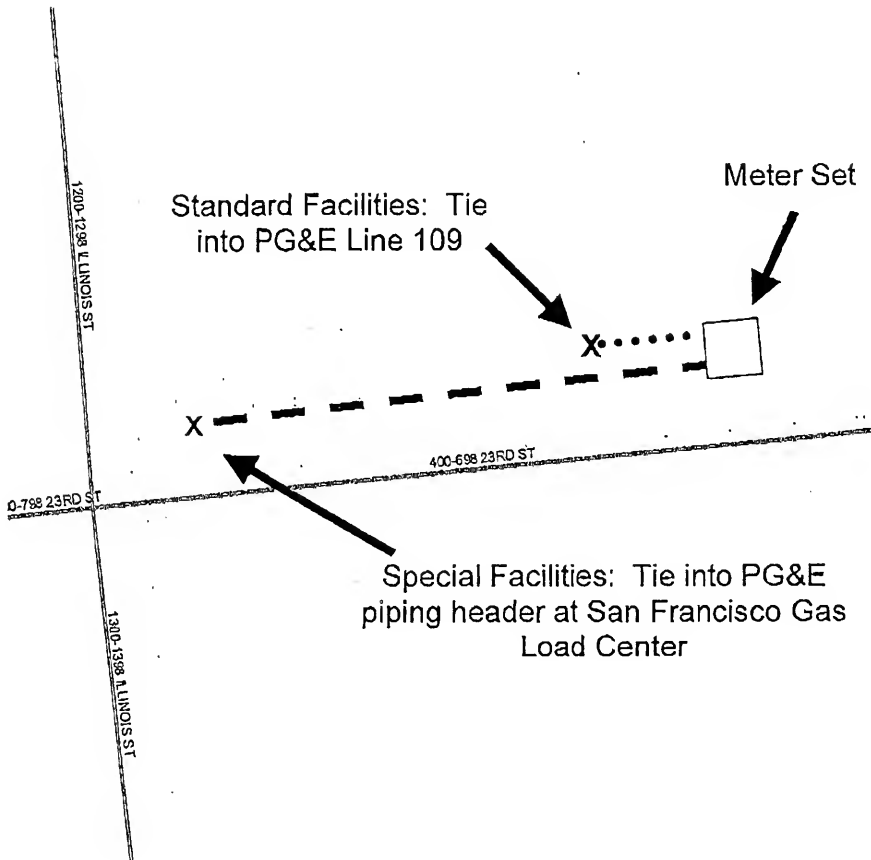 Meter Set
Standard Facilities: Tie
into PG&E Line 109
1200-1298 ILLINOIS ST
X
X
400-698 23RD ST
0-798 23RD ST
Special Facilities: Tie into PG&E
piping header at San Francisco Gas
Load Center
1300-1398 ILLINOIS ST